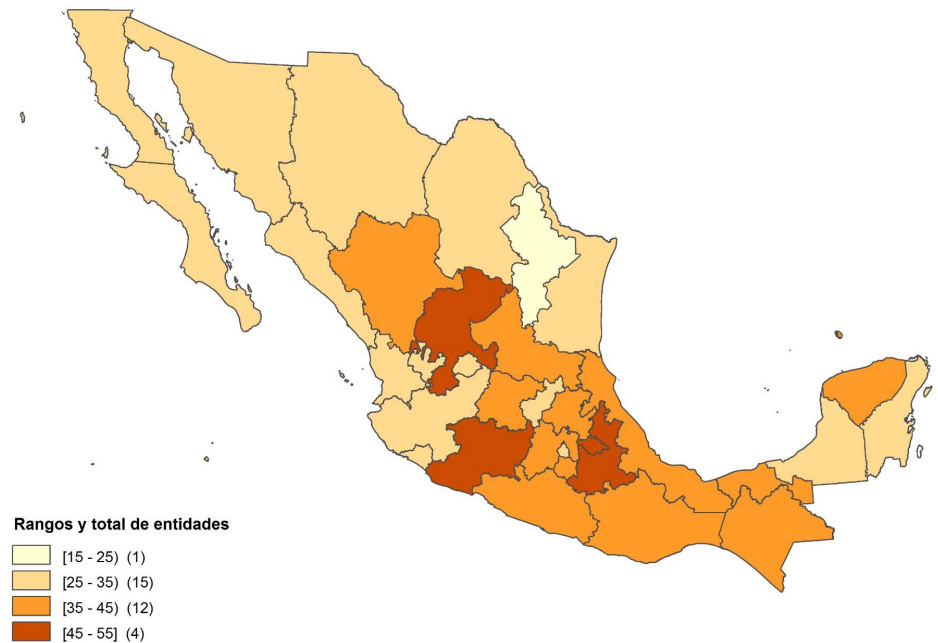 Rangos y total de entidades
[15 - 25) (1)
[25 - 35) (15)
[35 - 45) (12)
[45 - 55] (4)